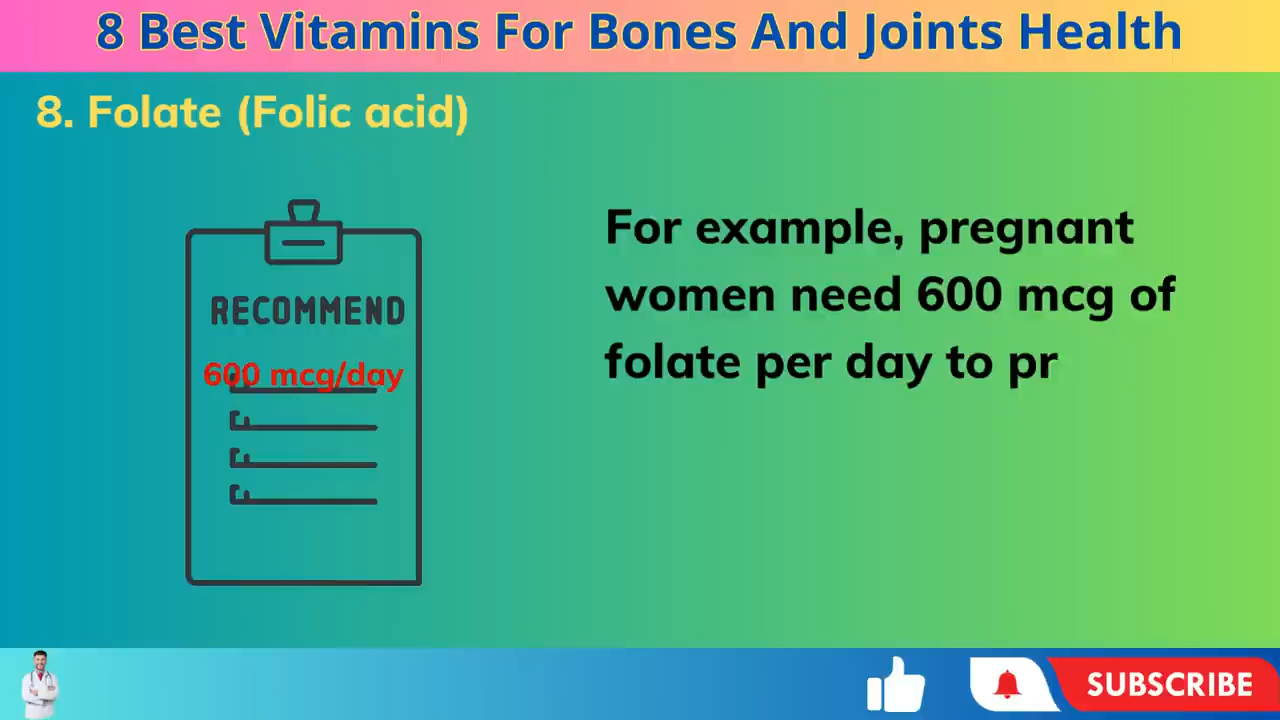 8 Best Vitamins For Bones And Joints Health
8. Folate (Folic acid)
RECOMMEND
600 mcg/day
For example, pregnant
women need 600 mcg of
folate per day to pr
SUBSCRIBE